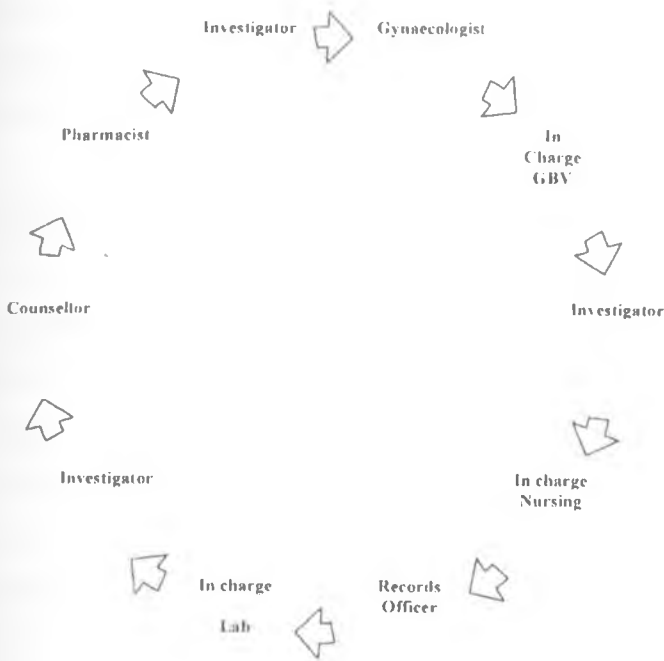 Investigator
Gynaecologist
In
Charge
GBV
Investigator
In charge
Nursing
Records
Officer
In charge
Lab
Investigator
Counsellor
Pharmacist